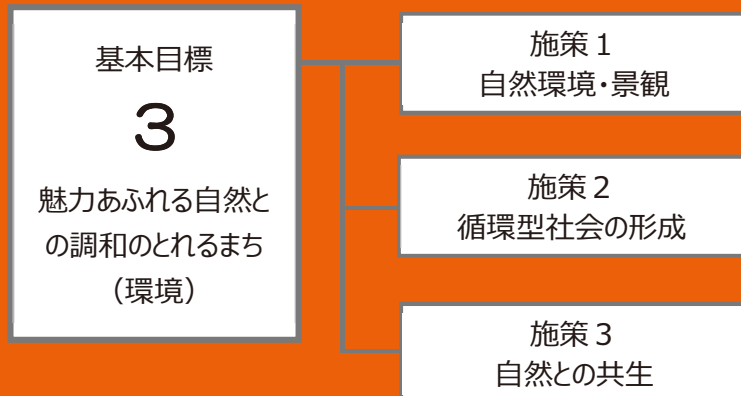 基本目標
３
魅力あふれる自然と
の調和のとれるまち
（環境）
施策１
自然環境・景観
施策２
循環型社会の形成
施策３
自然との共生